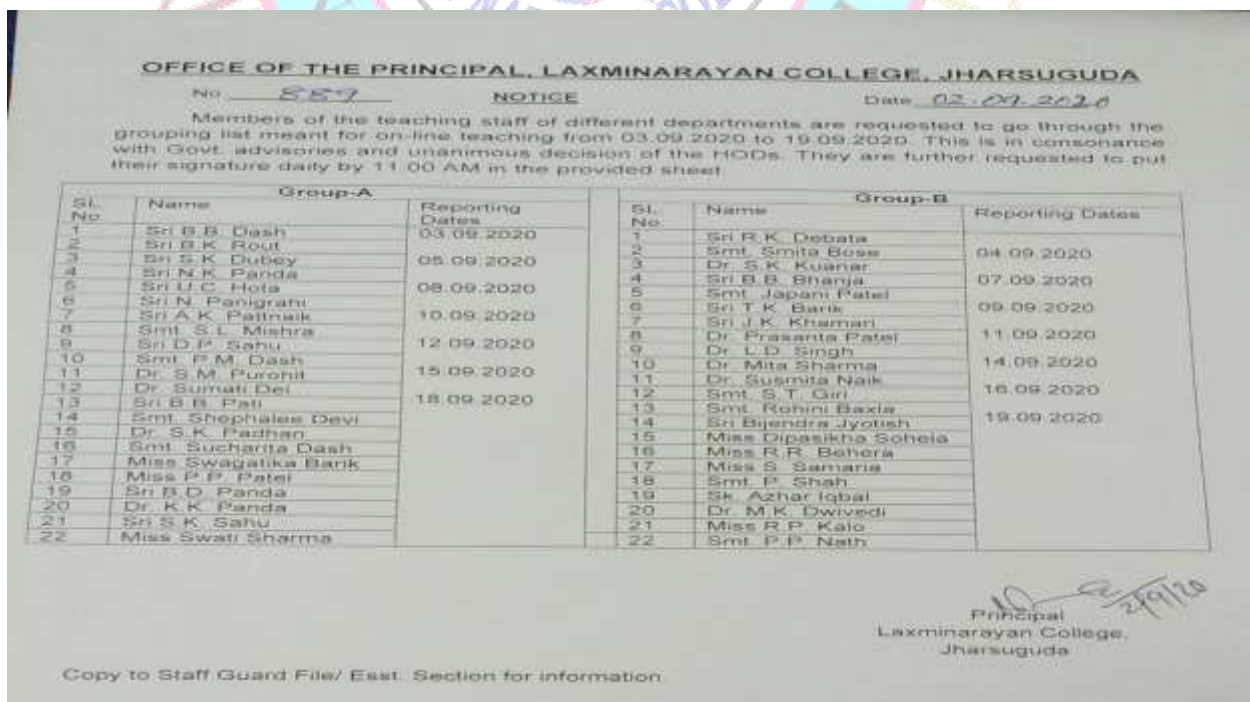 OFFICE OF THE PRINCIPAL, LAXMINARAYAN COLLEGE, JHARSUGUDA
No 889 NOTICE Date 02.09.2020
Members of the teaching staff of different departments are requested to go through the
grouping list meant for on-line teaching from 03.09.2020 to 19.09.2020. This is in consonance
with Govt. advisories and unanimous decision of the HODs. They are further requested to put
their signature daily by 11.00 AM in the provided sheet.
Group-A
SL. No Name Reporting Dates
1 Sri B.B. Dash 03.09.2020
2 Sri B.K. Rout
3 Sri S.K. Dubey 05.09.2020
4 Sri N.K. Panda
5 Sri U.C. Hota 08.09.2020
6 Sri N. Panigrahi
7 Sri A.K. Pattnaik 10.09.2020
8 Smt. S.L. Mishra
9 Sri D.P. Sahu 12.09.2020
10 Smt. P.M. Dash
11 Dr. S.M. Purohit 15.09.2020
12 Dr. Sumati Dei
13 Sri B.B. Pati 18.09.2020
14 Smt. Shephalee Devi
15 Dr. S.K. Padhan
16 Smt. Sucharita Dash
17 Miss Swagatika Barik
18 Miss P.P. Patel
19 Sri B.D. Panda
20 Dr. K.K. Panda
21 Sri S.K. Sahu
22 Miss Swati Sharma
Group-B
SL. No. Name Reporting Dates
1 Sri R.K. Debata
2 Smt. Smita Bose 04.09.2020
3 Dr. S.K. Kuanar
4 Sri B.B. Bhanja 07.09.2020
5 Smt. Japani Patel
6 Sri T.K. Barik 09.09.2020
7 Sri J.K. Khamari
8 Dr. Prasanta Patel 11.09.2020
9 Dr. L.D. Singh
10 Dr. Mita Sharma 14.09.2020
11 Dr. Susmita Naik
12 Smt. S.T. Giri 16.09.2020
13 Smt. Rohini Baxla
14 Sri Bijendra Jyotish 19.09.2020
15 Miss Dipasikha Sohela
16 Miss R.R. Behera
17 Miss S. Samaria
18 Smt. P. Shah
19 Sk. Azhar Iqbal
20 Dr. M.K. Dwivedi
21 Miss R.P. Kalo
22 Smt. P.P. Nath
2/9/20
Principal
Laxminarayan College,
Jharsuguda
Copy to Staff Guard File/ Esst. Section for information.